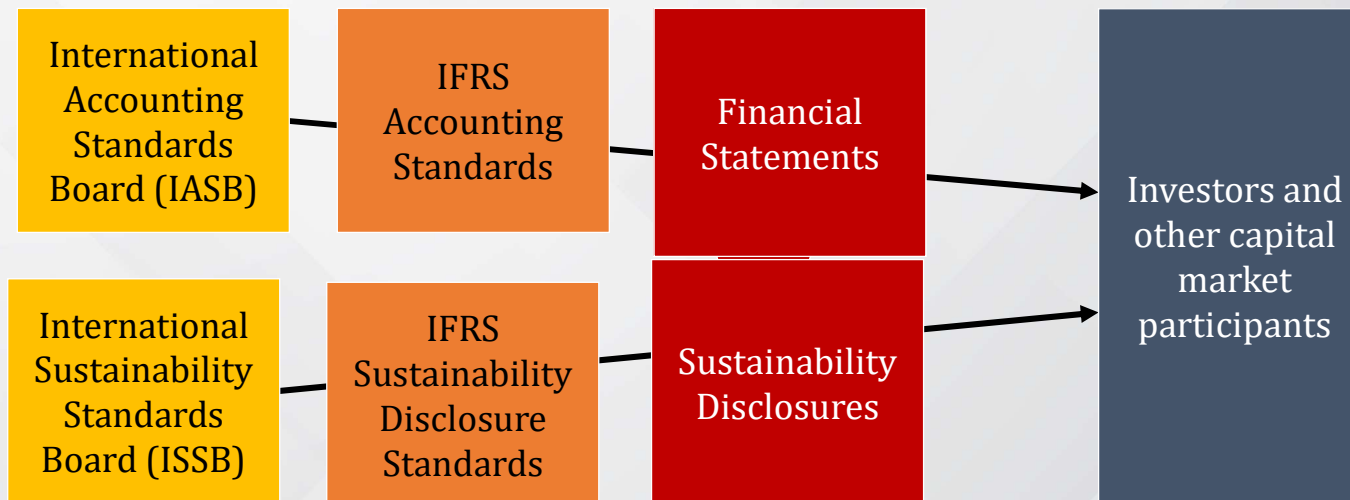 International
Accounting
Standards
Board (IASB)
IFRS
Accounting
Standards
Financial
Statements
Investors and
other capital
market
participants
International
Sustainability
Standards
Board (ISSB)
IFRS
Sustainability
Disclosure
Standards
Sustainability
Disclosures